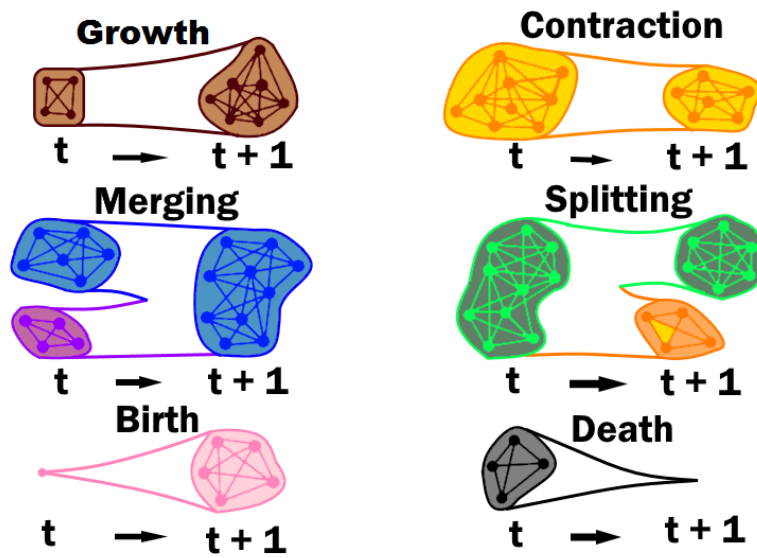 Growth
Contraction
t t + 1
t t + 1
Merging
Splitting
t t + 1
t t + 1
Birth
Death
t t + 1
t t + 1